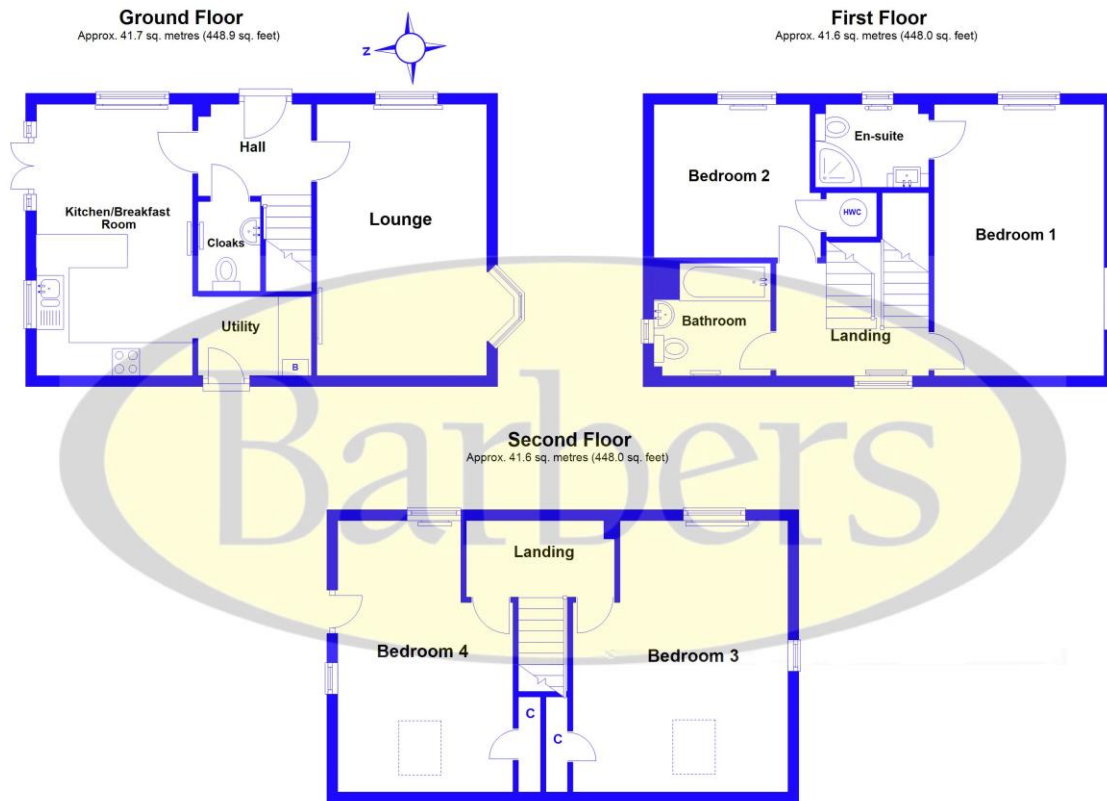 Ground Floor
Approx. 41.7 sq. metres (448.9 sq. feet)
Z
Hall
Kitchen/Breakfast
Room
Cloaks
Lounge
Utility
B
First Floor
Approx. 41.6 sq. metres (448.0 sq. feet)
En-suite
Bedroom 2
HWC
Bedroom 1
Bathroom
Landing
Barbers
Second Floor
Approx. 41.6 sq. metres (448.0 sq. feet)
Landing
Bedroom 4
Bedroom 3
C
C